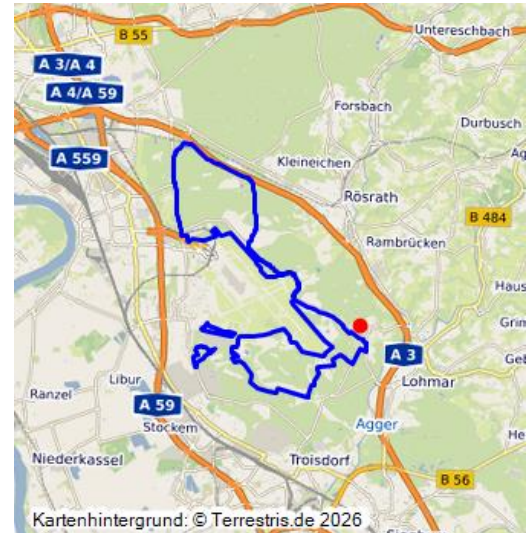 Untereschbach
B 55
A 3/A 4
A 4/A 59
Forsbach
Durbusch
A 559
Kleineichen
Rösrath
B 484
Rambrücken
Haus
Grim
A 3
Geb
Libur
Lohmar
Ranzel
A 59
Stockem
Agger
Niederkassel
Troisdorf
He
B 56
Kartenhintergrund: © Terrestris.de 2026